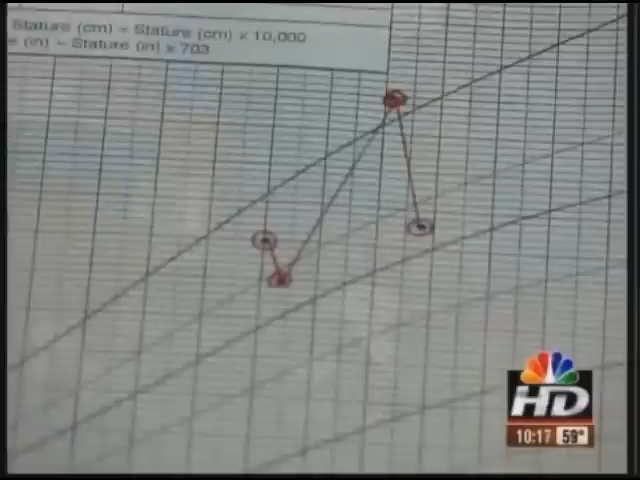 Stature (cm) ÷ Stature (cm) x 10,000
(in) ÷ Stature (in) x 703
HD
10:17 59°